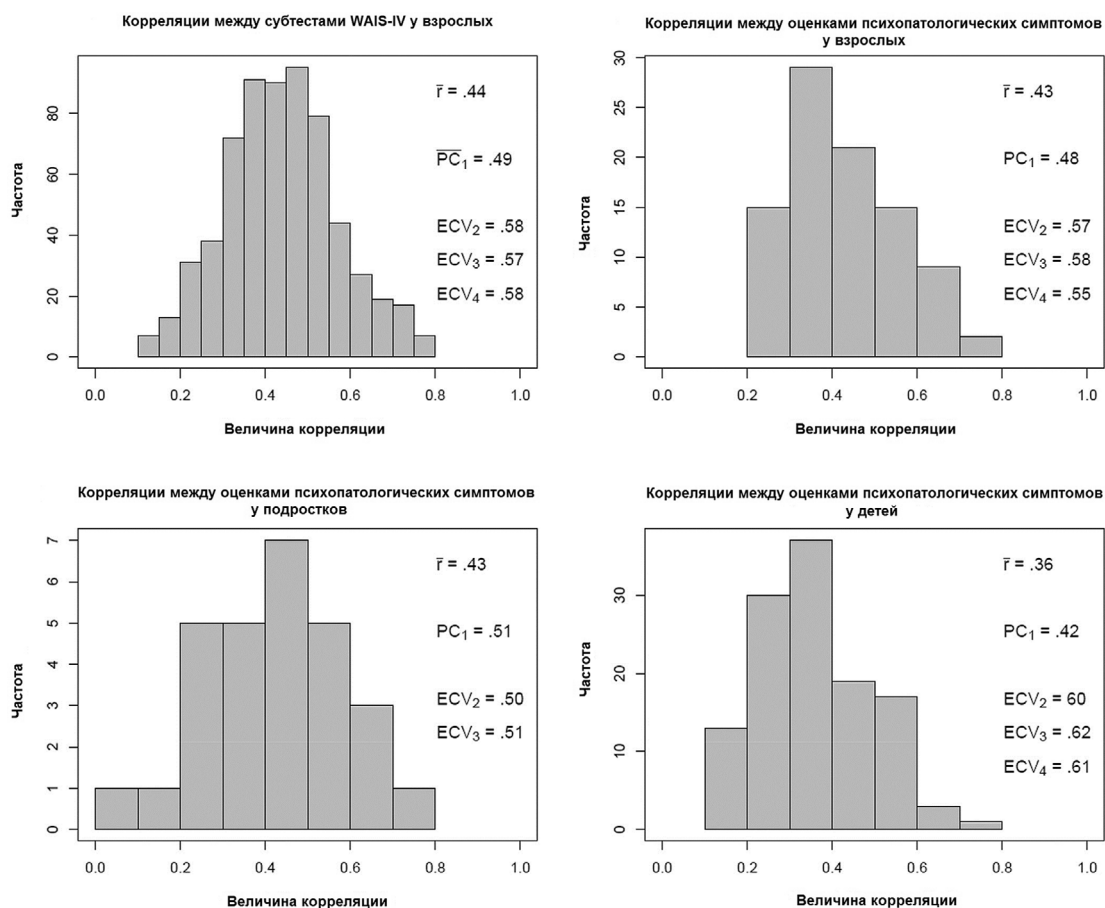 Корреляции между субтестами WAIS-IV у взрослых
r̄ = .44
P̅C̅₁ = .49
ECV₂ = .58
ECV₃ = .57
ECV₄ = .58
Частота
0
20
40
60
80
0.0 0.2 0.4 0.6 0.8 1.0
Величина корреляции
Корреляции между оценками психопатологических симптомов
у взрослых
r̄ = .43
PC₁ = .48
ECV₂ = .57
ECV₃ = .58
ECV₄ = .55
Частота
0
5
10
15
20
25
30
0.0 0.2 0.4 0.6 0.8 1.0
Величина корреляции
Корреляции между оценками психопатологических симптомов
у подростков
r̄ = .43
PC₁ = .51
ECV₂ = .50
ECV₃ = .51
Частота
0
1
2
3
4
5
6
7
0.0 0.2 0.4 0.6 0.8 1.0
Величина корреляции
Корреляции между оценками психопатологических симптомов
у детей
r̄ = .36
PC₁ = .42
ECV₂ = 60
ECV₃ = .62
ECV₄ = .61
Частота
0
10
20
30
0.0 0.2 0.4 0.6 0.8 1.0
Величина корреляции